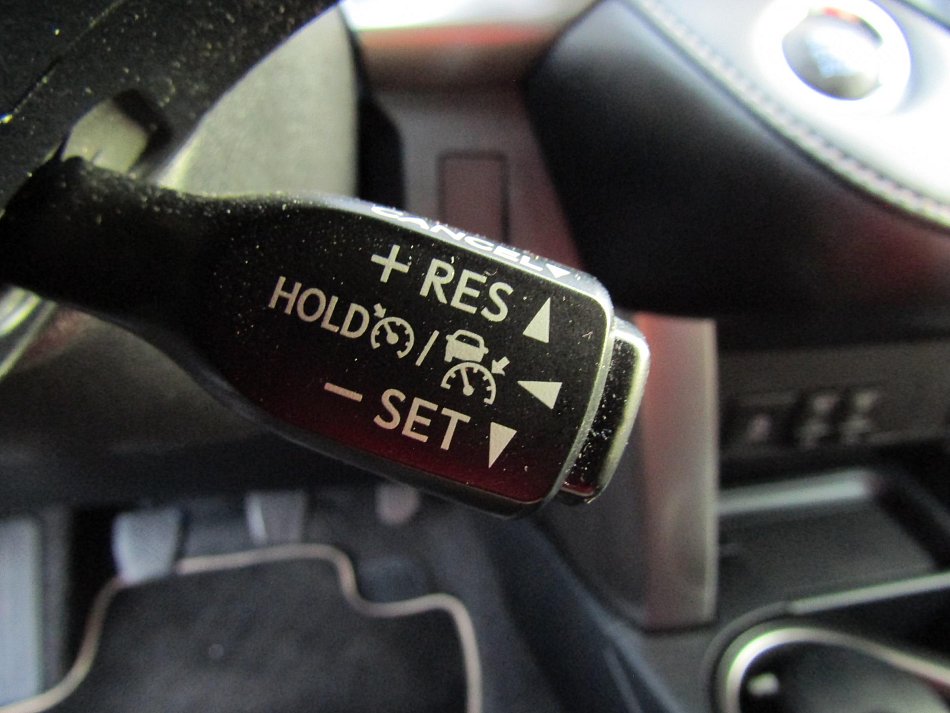 CANCEL
+ RES
HOLD /
− SET